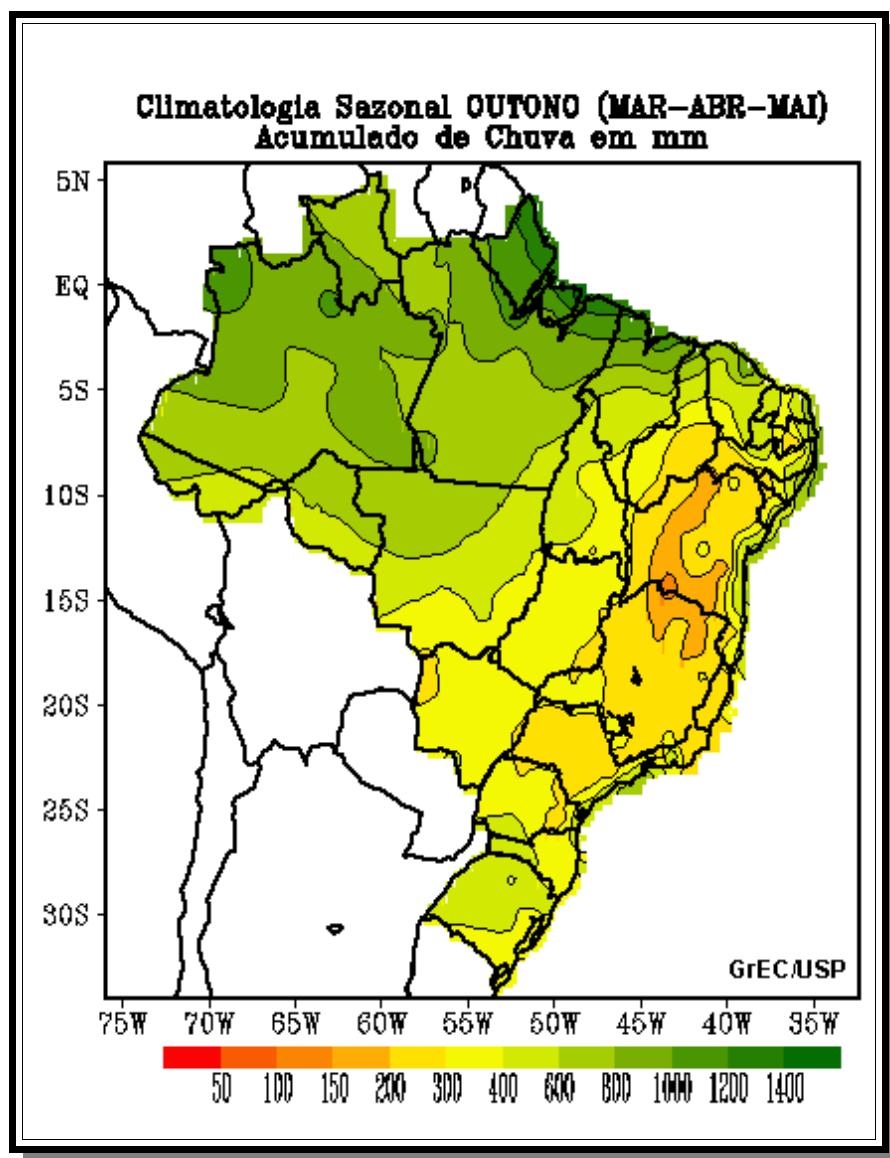 Climatologia Sazonal OUTONO (MAR-ABR-MAI)
Acumulado de Chuva em mm
5N
EQ
5S
10S
15S
20S
25S
30S
GrEC/USP
75W 70W 65W 60W 55W 50W 45W 40W 35W
50 100 150 200 300 400 600 800 1000 1200 1400